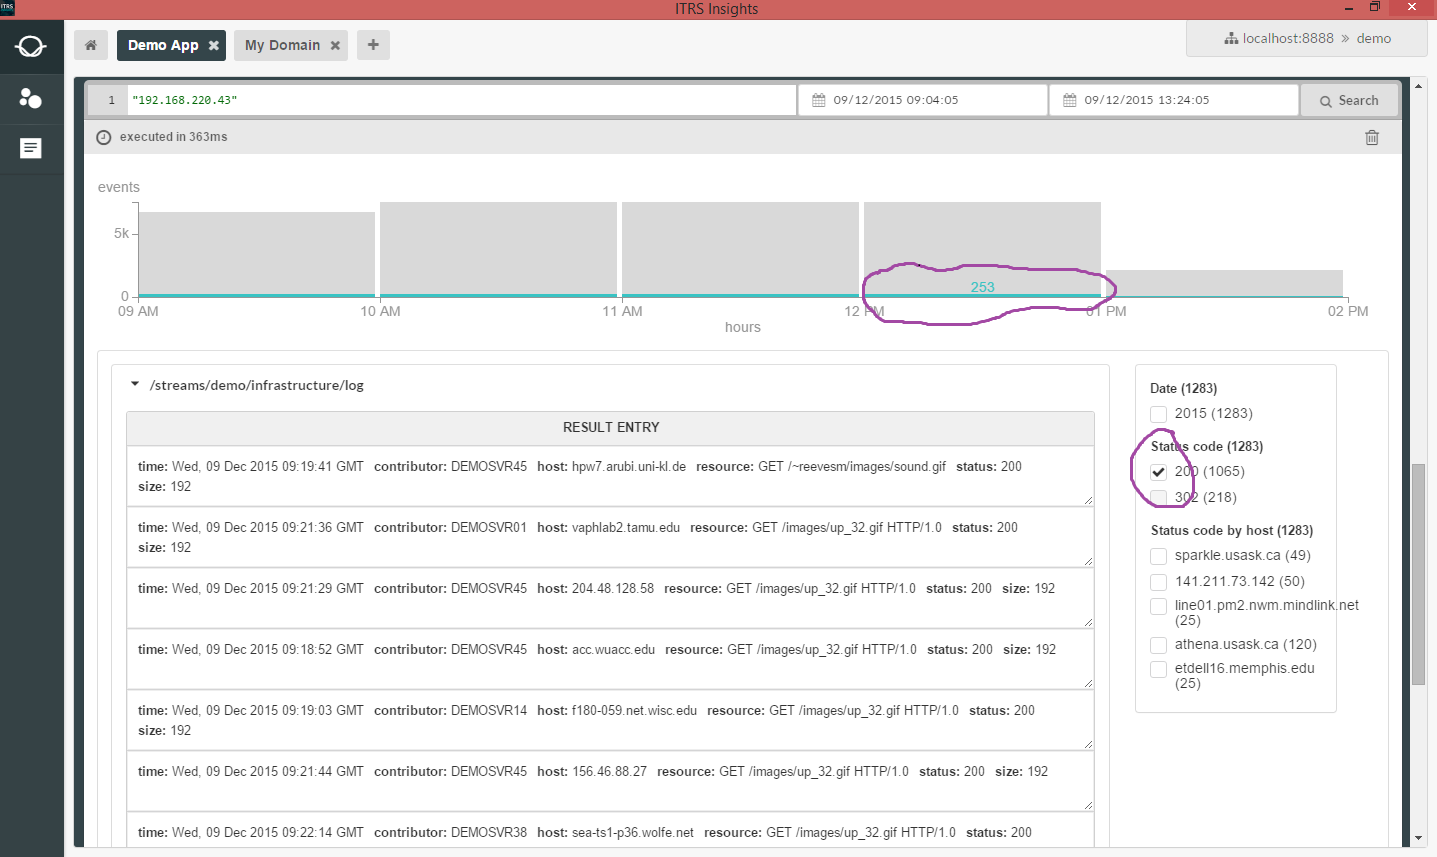 ITRS
ITRS Insights
Demo App
My Domain
localhost:8888 » demo
1 "192.168.220.43" 09/12/2015 09:04:05 09/12/2015 13:24:05 Search
executed in 363ms
events
5k
0
253
09 AM 10 AM 11 AM 12 PM 01 PM 02 PM
hours
/streams/demo/infrastructure/log
RESULT ENTRY
time: Wed, 09 Dec 2015 09:19:41 GMT contributor: DEMOSVR45 host: hpw7.arubi.uni-kl.de resource: GET /~reevesm/images/sound.gif status: 200
size: 192
time: Wed, 09 Dec 2015 09:21:36 GMT contributor: DEMOSVR01 host: vaphlab2.tamu.edu resource: GET /images/up_32.gif HTTP/1.0 status: 200
size: 192
time: Wed, 09 Dec 2015 09:21:29 GMT contributor: DEMOSVR45 host: 204.48.128.58 resource: GET /images/up_32.gif HTTP/1.0 status: 200 size: 192
time: Wed, 09 Dec 2015 09:18:52 GMT contributor: DEMOSVR45 host: acc.wuacc.edu resource: GET /images/up_32.gif HTTP/1.0 status: 200 size: 192
time: Wed, 09 Dec 2015 09:19:03 GMT contributor: DEMOSVR14 host: f180-059.net.wisc.edu resource: GET /images/up_32.gif HTTP/1.0 status: 200
size: 192
time: Wed, 09 Dec 2015 09:21:44 GMT contributor: DEMOSVR45 host: 156.46.88.27 resource: GET /images/up_32.gif HTTP/1.0 status: 200 size: 192
time: Wed, 09 Dec 2015 09:22:14 GMT contributor: DEMOSVR38 host: sea-ts1-p36.wolfe.net resource: GET /images/up_32.gif HTTP/1.0 status: 200
Date (1283)
2015 (1283)
Status code (1283)
200 (1065)
302 (218)
Status code by host (1283)
sparkle.usask.ca (49)
141.211.73.142 (50)
line01.pm2.nwm.mindlink.net
(25)
athena.usask.ca (120)
etdell16.memphis.edu
(25)